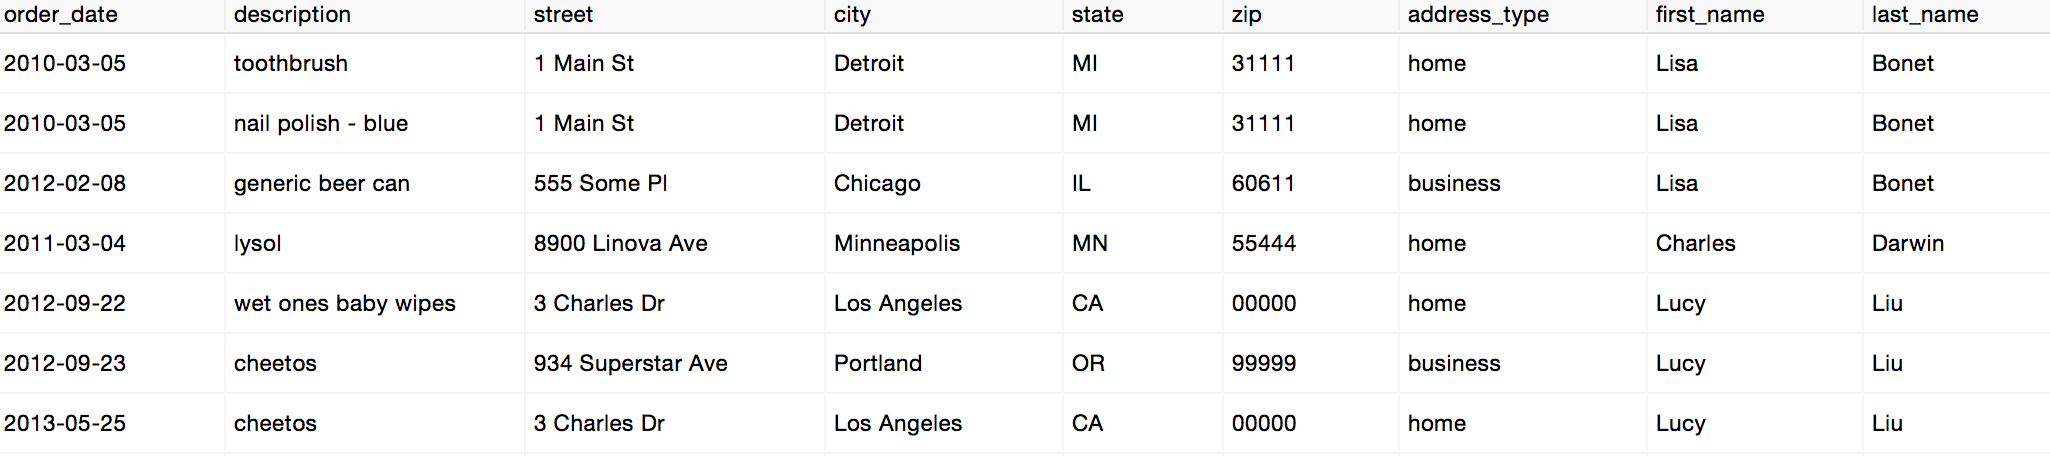 order_date description street city state zip address_type first_name last_name
2010-03-05 toothbrush 1 Main St Detroit MI 31111 home Lisa Bonet
2010-03-05 nail polish - blue 1 Main St Detroit MI 31111 home Lisa Bonet
2012-02-08 generic beer can 555 Some Pl Chicago IL 60611 business Lisa Bonet
2011-03-04 lysol 8900 Linova Ave Minneapolis MN 55444 home Charles Darwin
2012-09-22 wet ones baby wipes 3 Charles Dr Los Angeles CA 00000 home Lucy Liu
2012-09-23 cheetos 934 Superstar Ave Portland OR 99999 business Lucy Liu
2013-05-25 cheetos 3 Charles Dr Los Angeles CA 00000 home Lucy Liu